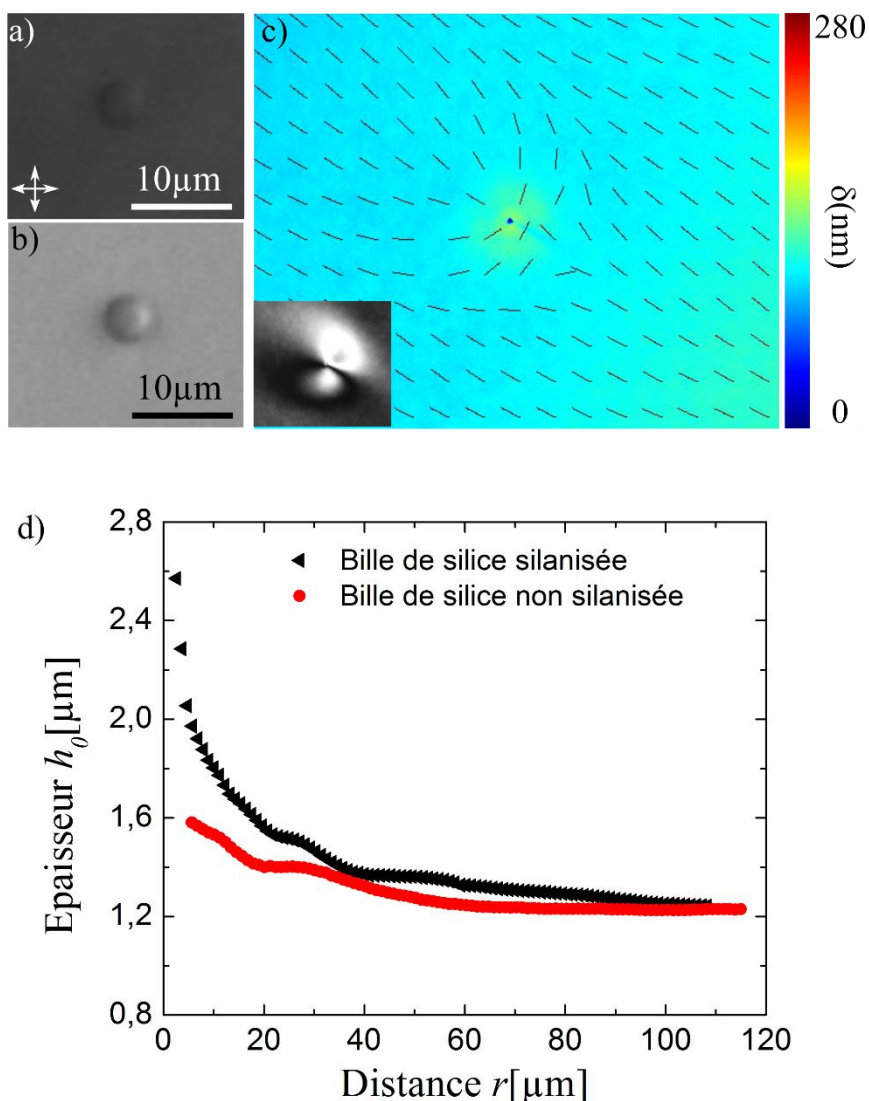 a)
10µm
b)
10µm
c)
280
δ(nm)
0
d)
2,8
2,4
2,0
1,6
1,2
0,8
Epaisseur h₀[µm]
Bille de silice silanisée
Bille de silice non silanisée
0 20 40 60 80 100 120
Distance r[µm]